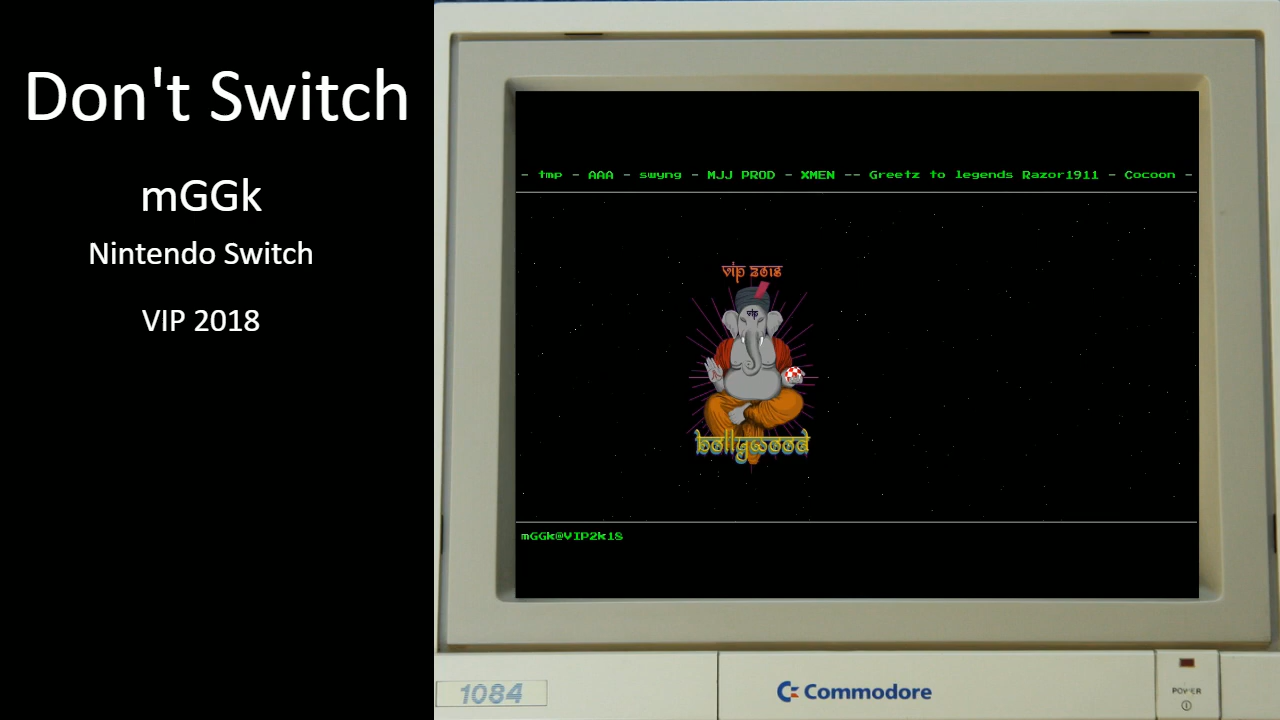 Don't Switch
mGGk
Nintendo Switch
VIP 2018
- tmp - AAA - swyng - MJJ PROD - XMEN -- Greetz to legends Razor1911 - Cocoon -
vip 2018
vip
bollywood
mGGk@VIP2k18
1084
Commodore
POWER